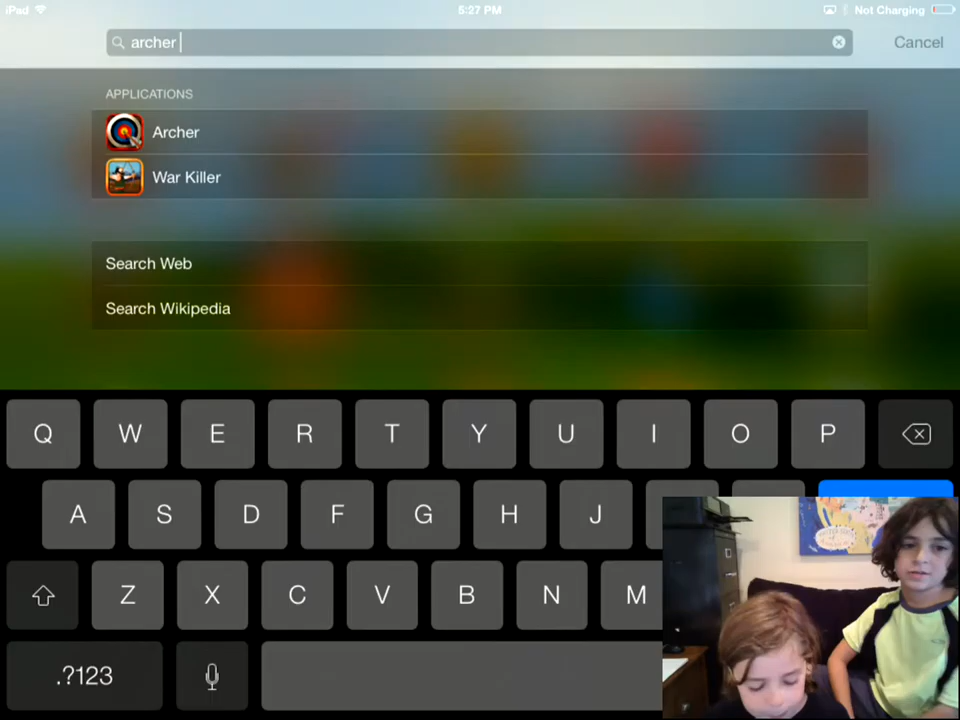 iPad 5:27 PM Not Charging
archer Cancel
APPLICATIONS
Archer
War Killer
Search Web
Search Wikipedia
Q W E R T Y U I O P
A S D F G H J
Z X C V B N M
.?123